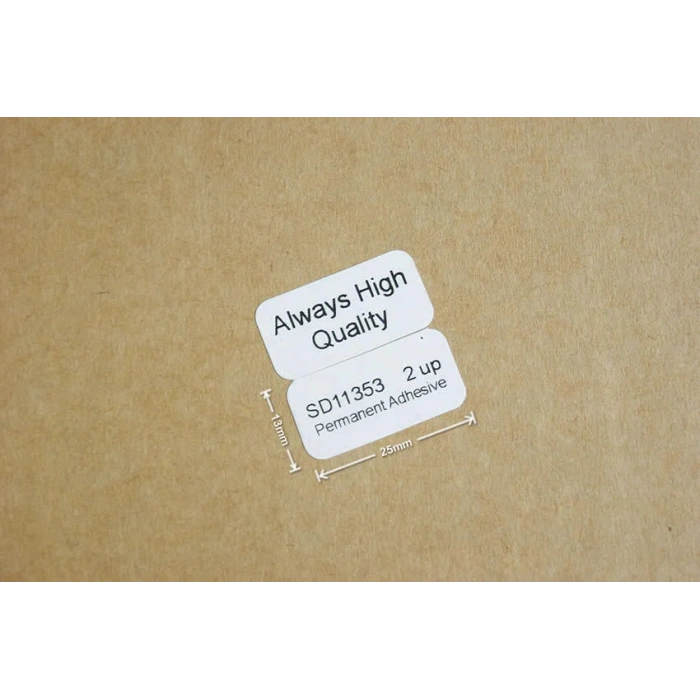 Always High
Quality
SD11353 2 up
Permanent Adhesive
13mm
25mm